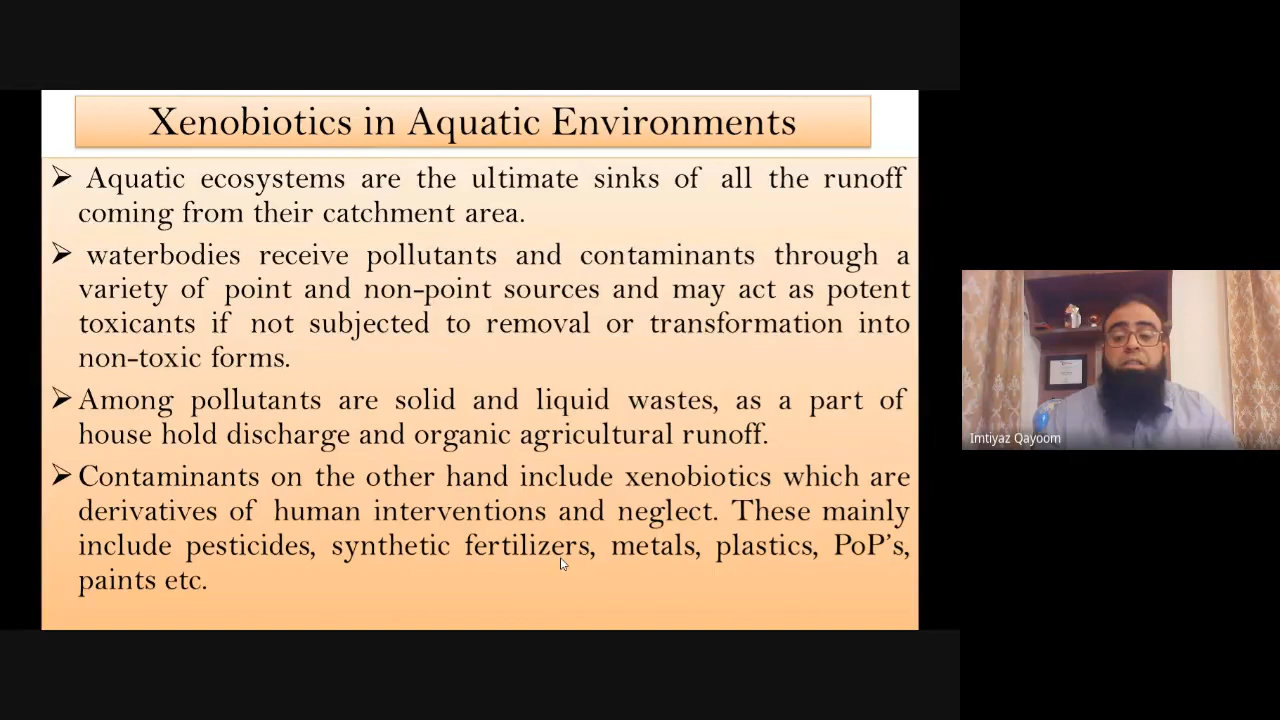 Xenobiotics in Aquatic Environments
Aquatic ecosystems are the ultimate sinks of all the runoff
coming from their catchment area.
waterbodies receive pollutants and contaminants through a
variety of point and non-point sources and may act as potent
toxicants if not subjected to removal or transformation into
non-toxic forms.
Among pollutants are solid and liquid wastes, as a part of
house hold discharge and organic agricultural runoff.
Contaminants on the other hand include xenobiotics which are
derivatives of human interventions and neglect. These mainly
include pesticides, synthetic fertilizers, metals, plastics, PoP's,
paints etc.
Imtiyaz Qayoom